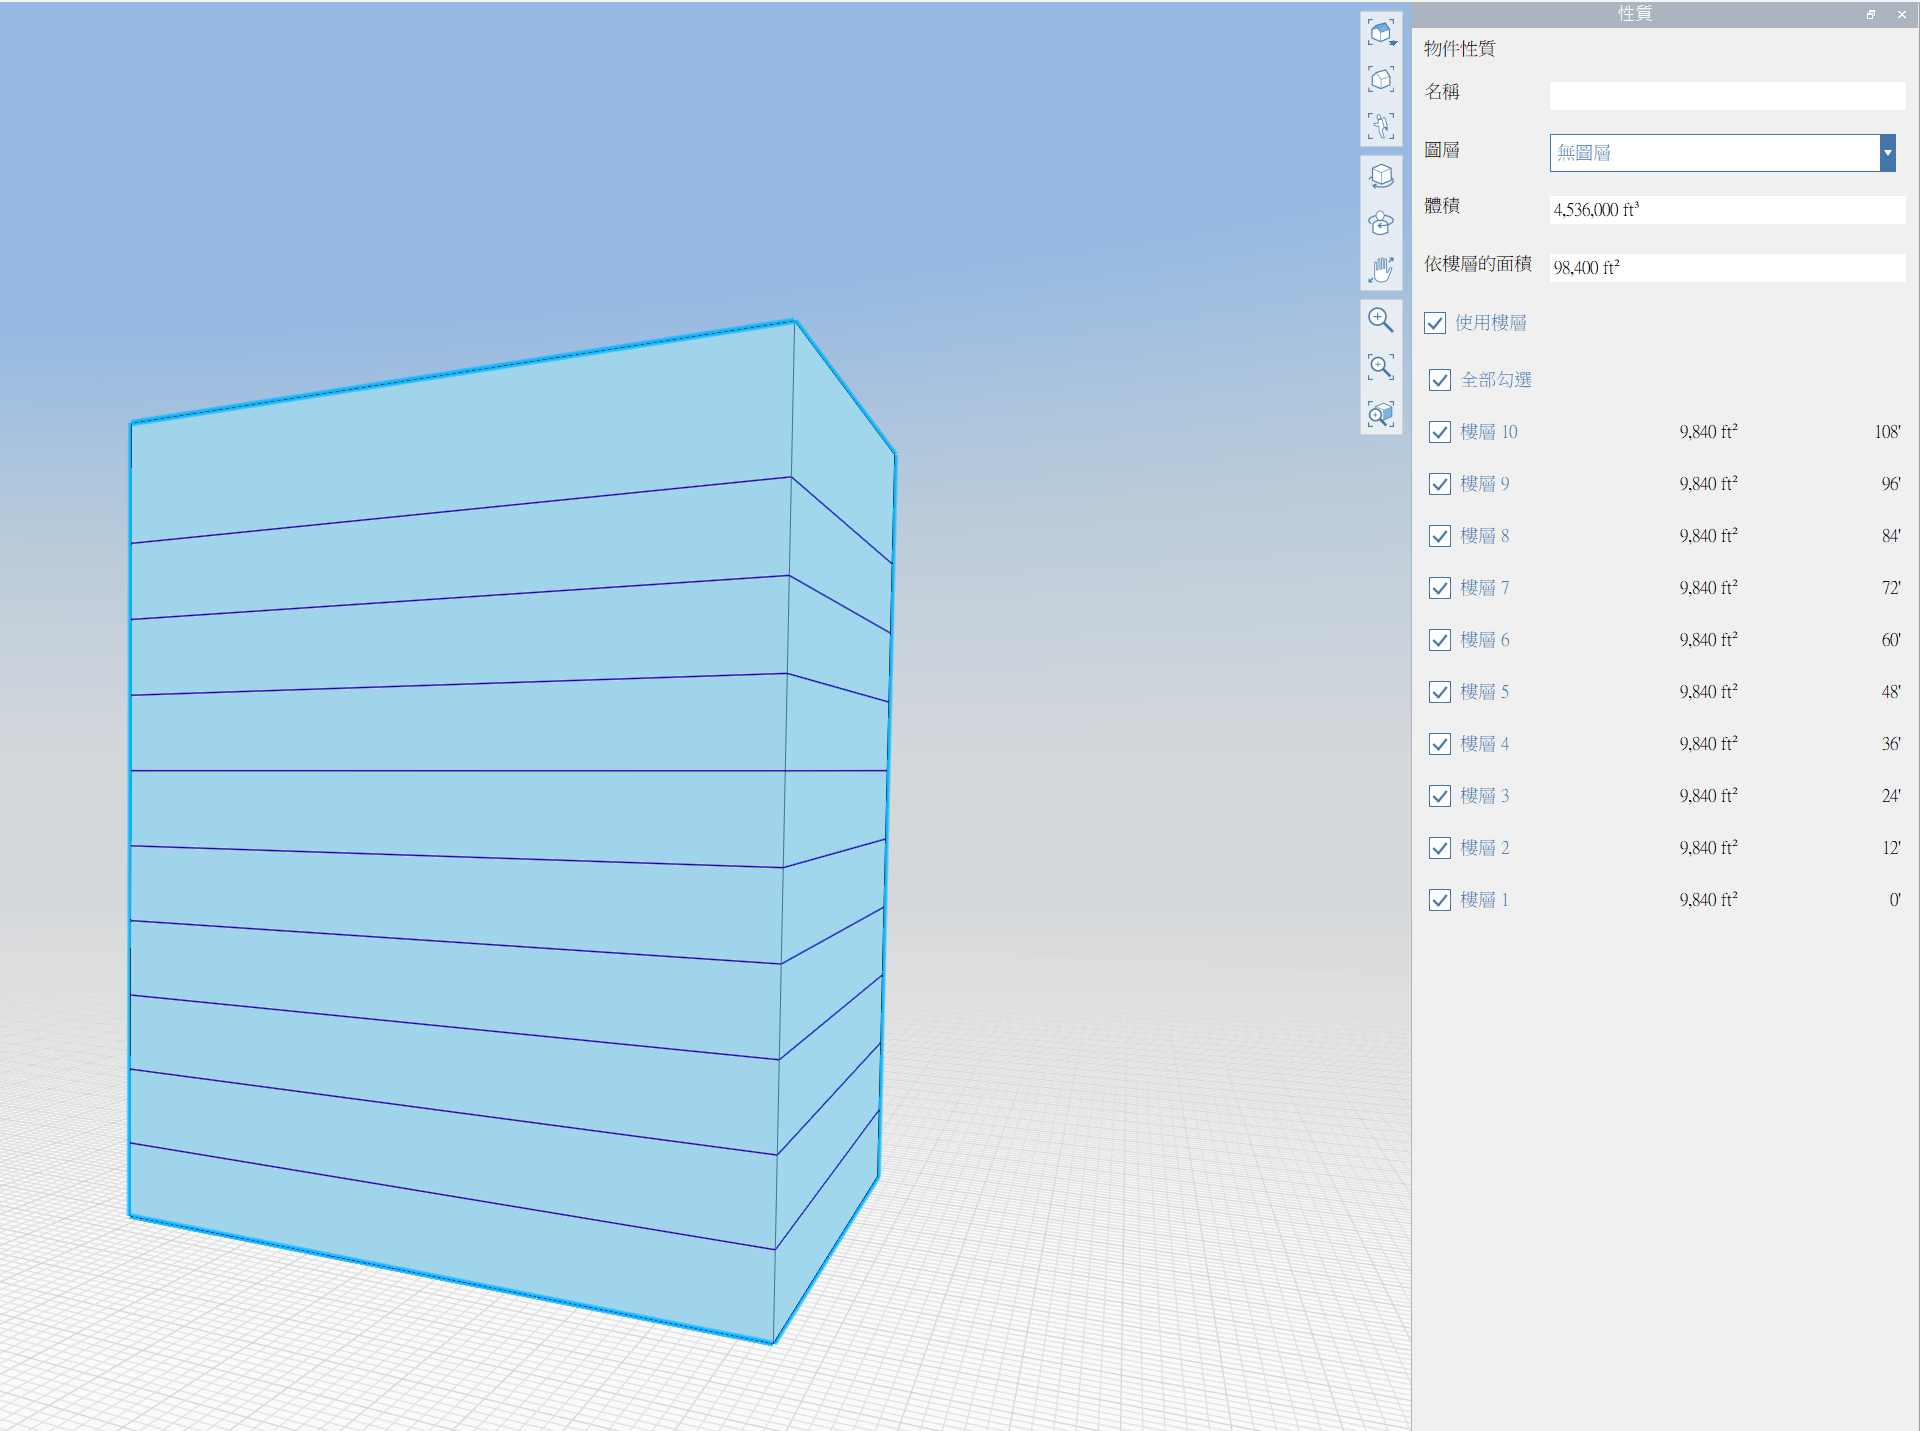 性質
物件性質
名稱
圖層 無圖層
體積 4,536,000 ft³
依樓層的面積 98,400 ft²
使用樓層
全部勾選
樓層 10 9,840 ft² 108'
樓層 9 9,840 ft² 96'
樓層 8 9,840 ft² 84'
樓層 7 9,840 ft² 72'
樓層 6 9,840 ft² 60'
樓層 5 9,840 ft² 48'
樓層 4 9,840 ft² 36'
樓層 3 9,840 ft² 24'
樓層 2 9,840 ft² 12'
樓層 1 9,840 ft² 0'